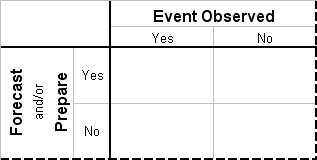 Event Observed
Yes No
Forecast
and/or
Prepare
Yes
No